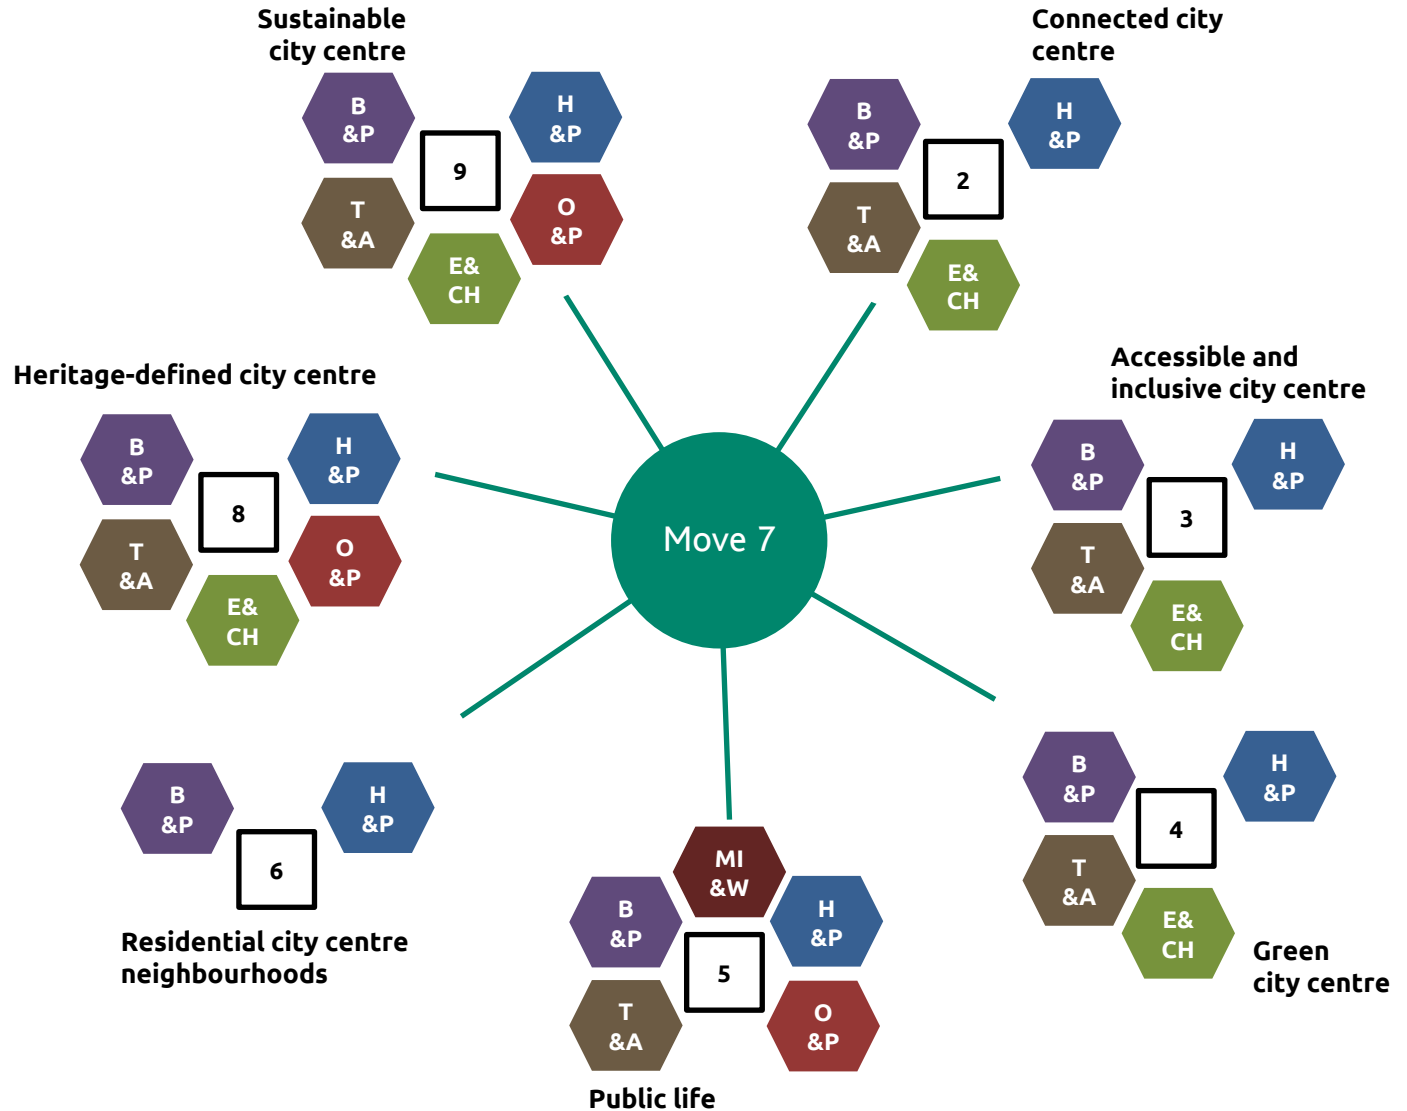 Sustainable
city centre
B
&P
H
&P
9
T
&A
O
&P
E&
CH
Connected city
centre
B
&P
H
&P
2
T
&A
E&
CH
Heritage-defined city centre
B
&P
H
&P
8
T
&A
O
&P
E&
CH
Move 7
Accessible and
inclusive city centre
B
&P
H
&P
3
T
&A
E&
CH
B
&P
H
&P
6
Residential city centre
neighbourhoods
MI
&W
B
&P
H
&P
5
T
&A
O
&P
Public life
B
&P
H
&P
4
T
&A
E&
CH
Green
city centre